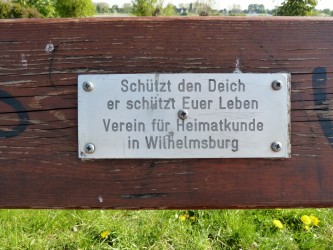 Schützt den Deich
er schützt Euer Leben
Verein für Heimatkunde
in Wilhelmsburg